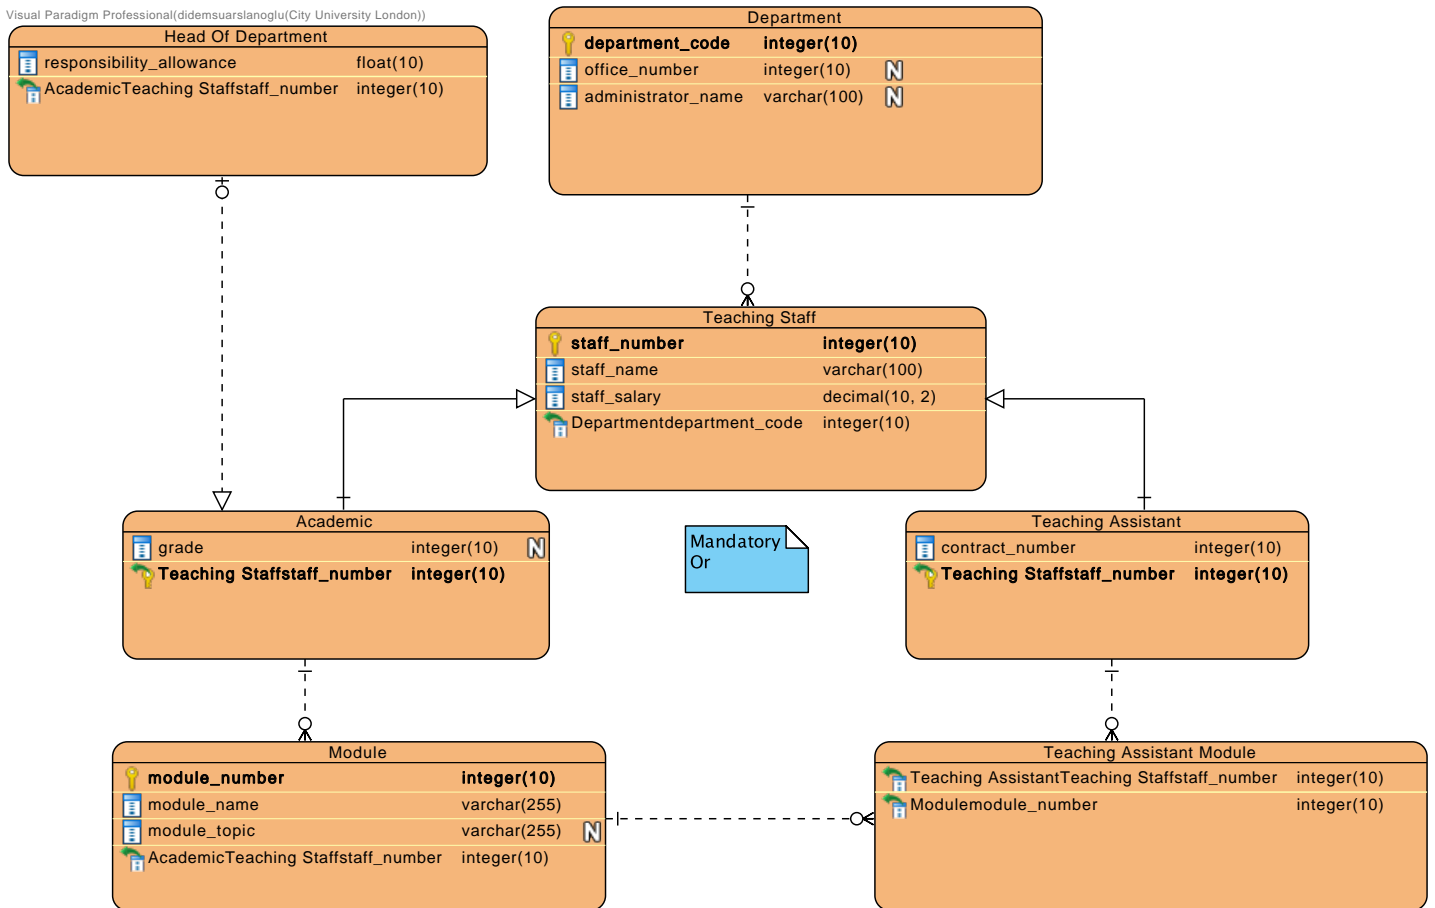 Visual Paradigm Professional(didemsuarslanoglu(City University London))
Head Of Department
responsibility_allowance float(10)
AcademicTeaching Staffstaff_number integer(10)
Department
department_code integer(10)
office_number integer(10) N
administrator_name varchar(100) N
Teaching Staff
staff_number integer(10)
staff_name varchar(100)
staff_salary decimal(10, 2)
Departmentdepartment_code integer(10)
Academic
grade integer(10) N
Teaching Staffstaff_number integer(10)
Mandatory
Or
Teaching Assistant
contract_number integer(10)
Teaching Staffstaff_number integer(10)
Module
module_number integer(10)
module_name varchar(255)
module_topic varchar(255) N
AcademicTeaching Staffstaff_number integer(10)
Teaching Assistant Module
Teaching AssistantTeaching Staffstaff_number integer(10)
Modulemodule_number integer(10)